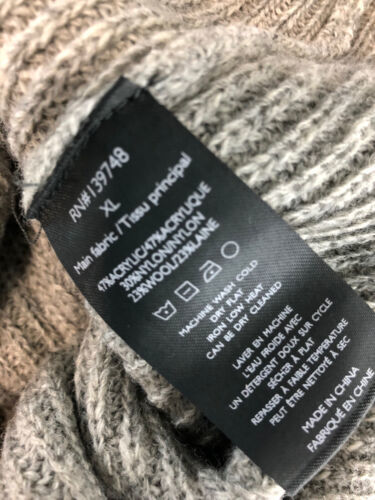 RN#139748
XL
Main fabric/Tissu principal
47%ACRYLIC/47%ACRYLIQUE
30%NYLON/NYLON
23%WOOL/23%LAINE
MACHINE WASH COLD
DRY FLAT
IRON LOW HEAT
CAN BE DRY CLEANED
LAVER EN MACHINE
L'EAU FROIDE AVEC
UN DÉTERGENT DOUX SUR CYCLE
SÉCHER À PLAT
REPASSER À FAIBLE TEMPÉRATURE
PEUT ÊTRE NETTOYÉ À SEC
MADE IN CHINA
FABRIQUÉ EN CHINE